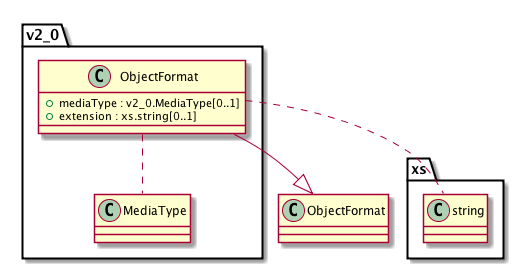 v2_0
C ObjectFormat
mediaType : v2_0.MediaType[0..1]
extension : xs.string[0..1]
xs
C MediaType
C ObjectFormat
C string